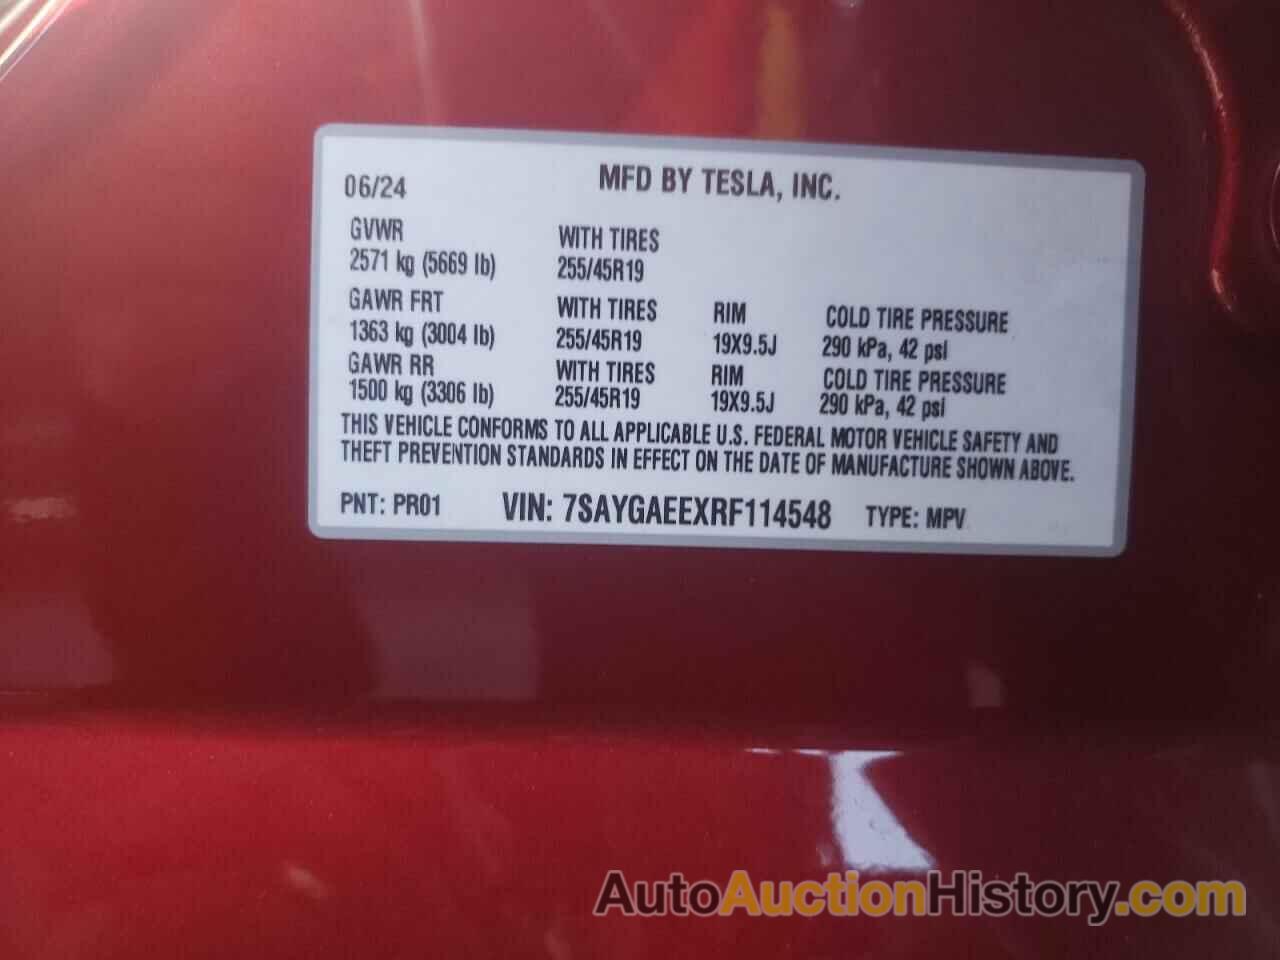 06/24 MFD BY TESLA, INC.
GVWR WITH TIRES
2571 kg (5669 lb) 255/45R19
GAWR FRT WITH TIRES RIM COLD TIRE PRESSURE
1363 kg (3004 lb) 255/45R19 19X9.5J 290 kPa, 42 psi
GAWR RR WITH TIRES RIM COLD TIRE PRESSURE
1500 kg (3306 lb) 255/45R19 19X9.5J 290 kPa, 42 psi
THIS VEHICLE CONFORMS TO ALL APPLICABLE U.S. FEDERAL MOTOR VEHICLE SAFETY AND
THEFT PREVENTION STANDARDS IN EFFECT ON THE DATE OF MANUFACTURE SHOWN ABOVE.
PNT: PR01 VIN: 7SAYGAEEXRF114548 TYPE: MPV
AutoAuctionHistory.com